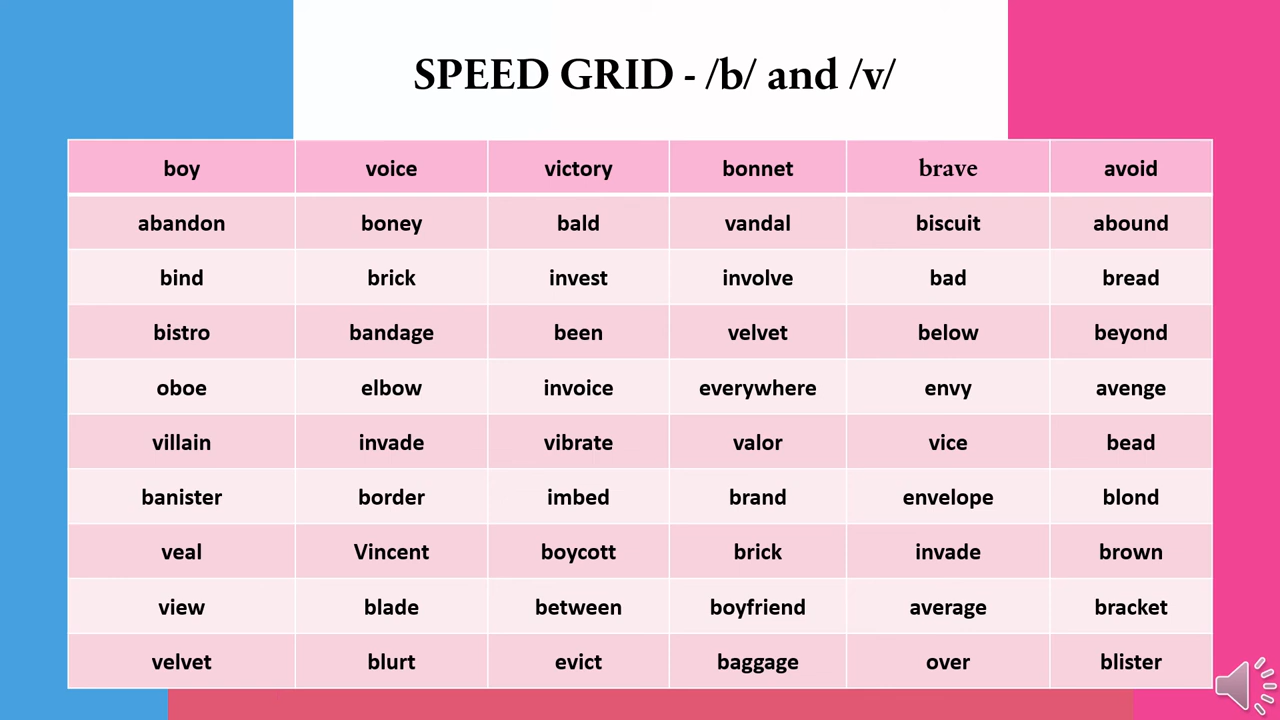 SPEED GRID - /b/ and /v/
boy voice victory bonnet brave avoid
abandon boney bald vandal biscuit abound
bind brick invest involve bad bread
bistro bandage been velvet below beyond
oboe elbow invoice everywhere envy avenge
villain invade vibrate valor vice bead
banister border imbed brand envelope blond
veal Vincent boycott brick invade brown
view blade between boyfriend average bracket
velvet blurt evict baggage over blister